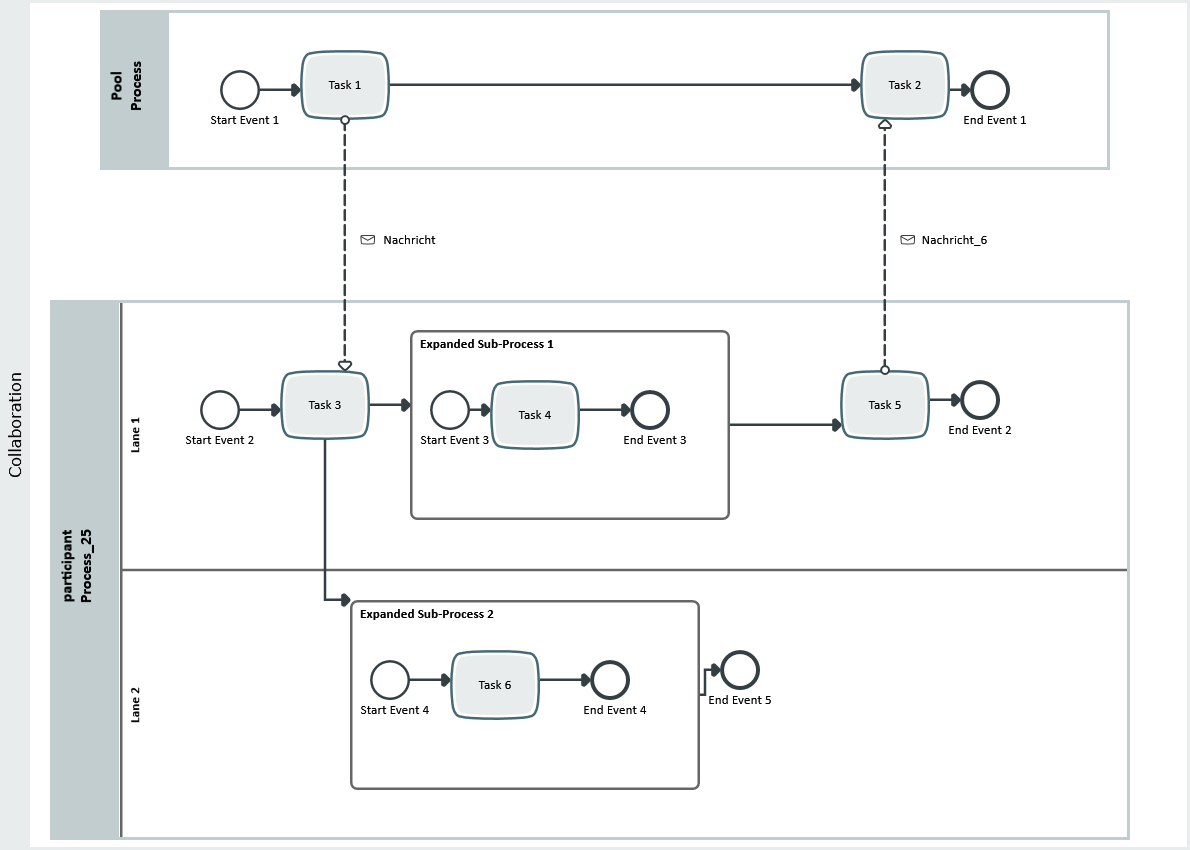 Collaboration
Pool
Process
Task 1
Task 2
Start Event 1
End Event 1
Nachricht
Nachricht_6
participant
Process_25
Lane 1
Expanded Sub-Process 1
Task 3
Task 4
Task 5
Start Event 2
Start Event 3
End Event 3
End Event 2
Lane 2
Expanded Sub-Process 2
Task 6
Start Event 4
End Event 4
End Event 5